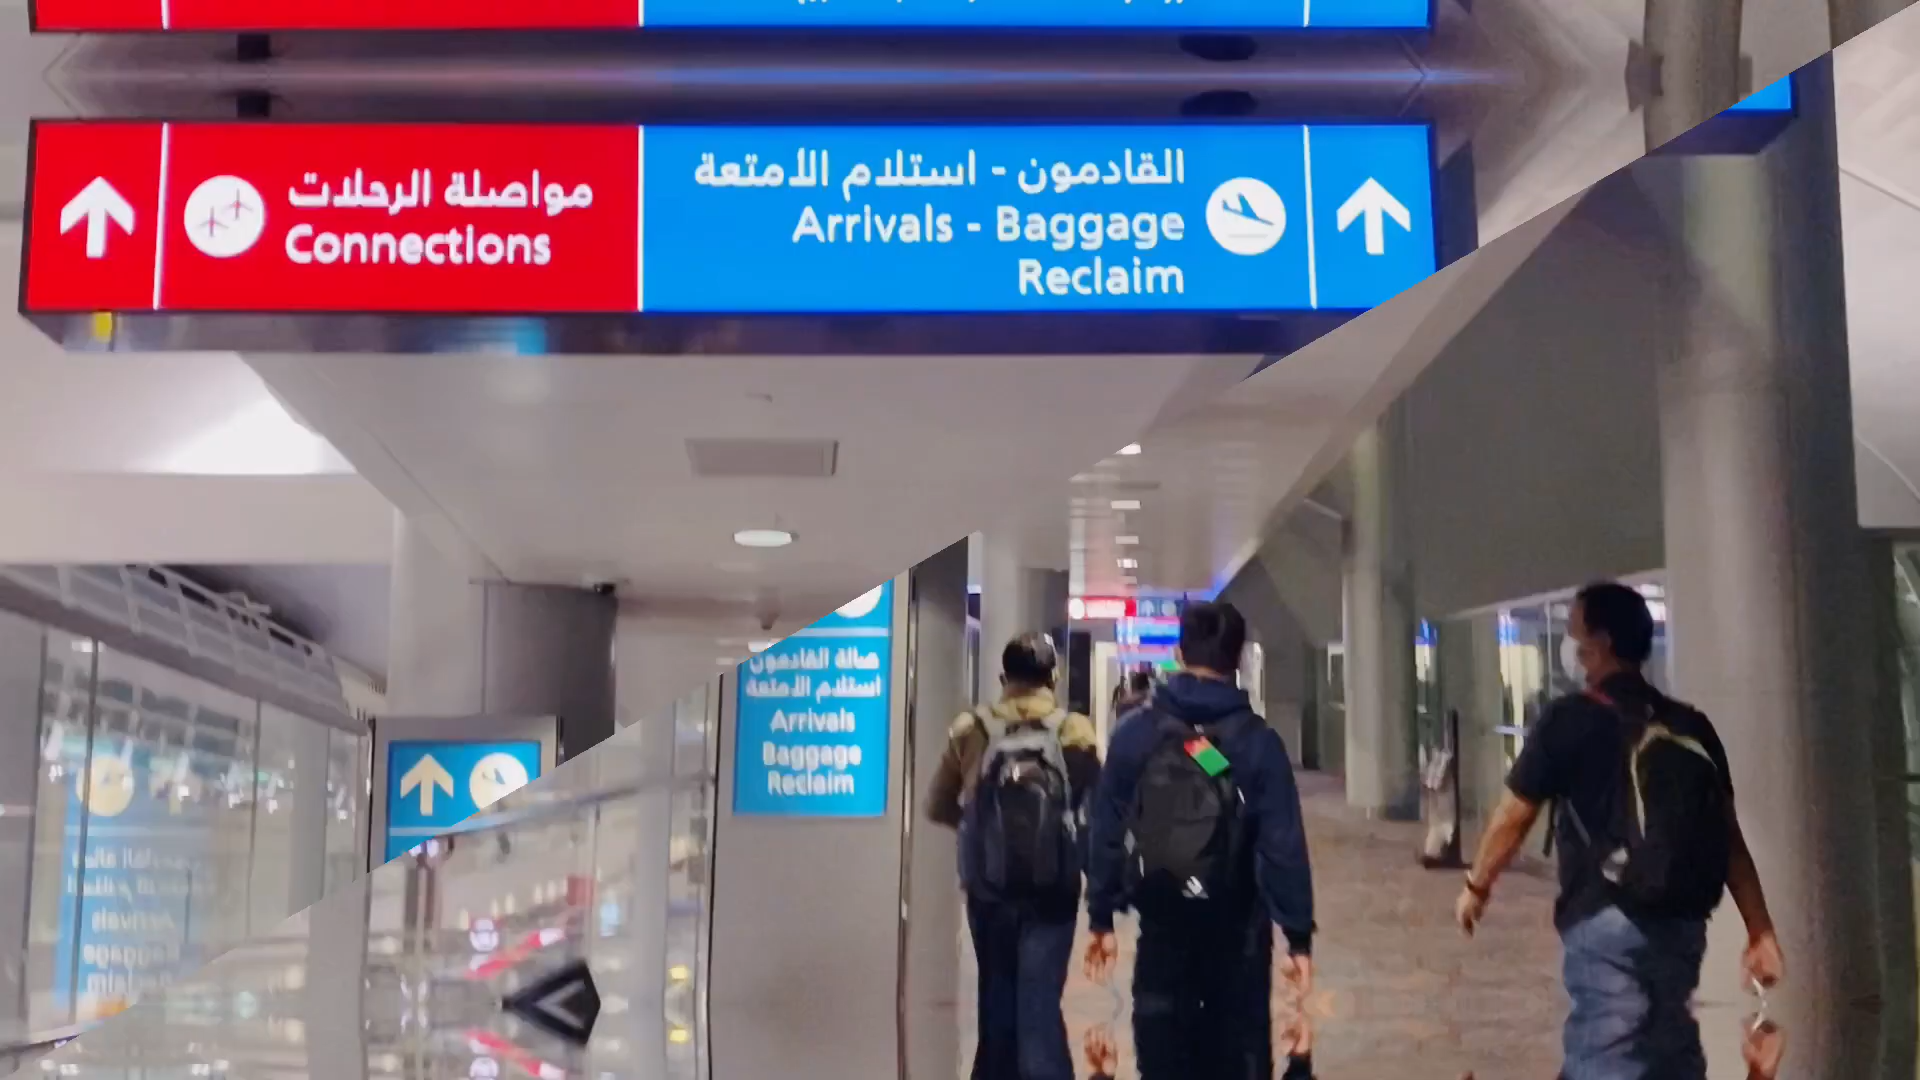 مواصلة الرحلات
Connections
القادمون - استلام الأمتعة
Arrivals - Baggage
Reclaim
صالة القادمون
استلام الأمتعة
Arrivals
Baggage
Reclaim